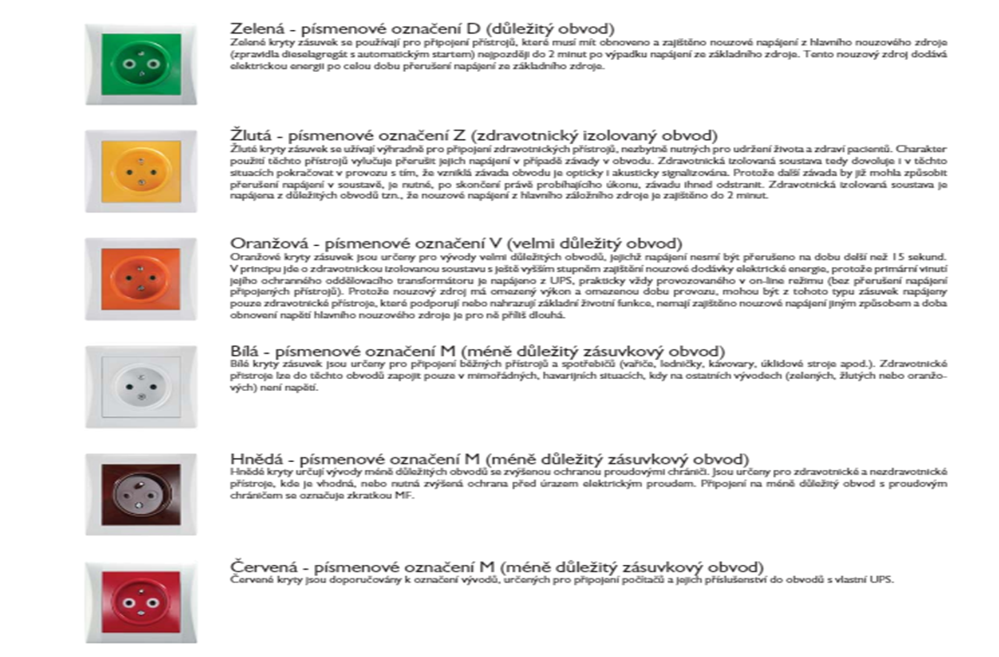 Zelená - písmenové označení D (důležitý obvod)
Zelené kryty zásuvek se používají pro připojení přístrojů, které musí mít obnoveno a zajištěno nouzové napájení z hlavního nouzového zdroje
(zpravidla dieselagregát s automatickým startem) nejpozději do 2 minut po výpadku napájení ze základního zdroje. Tento nouzový zdroj dodává
elektrickou energii po celou dobu přerušení napájení ze základního zdroje.
Žlutá - písmenové označení Z (zdravotnický izolovaný obvod)
Žluté kryty zásuvek se užívají výhradně pro připojení zdravotnických přístrojů, nezbytně nutných pro udržení života a zdraví pacientů. Charakter
použití těchto přístrojů vylučuje přerušit jejich napájení v případě závady v obvodu. Zdravotnická izolovaná soustava tedy dovoluje i v těchto
situacích pokračovat v provozu s tím, že vzniklá závada obvodu je opticky i akusticky signalizována. Protože další závada by již mohla způsobit
přerušení napájení v soustavě, je nutné, po skončení právě probíhajícího úkonu, závadu ihned odstranit. Zdravotnická izolovaná soustava je
napájena z důležitých obvodů tzn., že nouzové napájení z hlavního záložního zdroje je zajištěno do 2 minut.
Oranžová - písmenové označení V (velmi důležitý obvod)
Oranžové kryty zásuvek jsou určeny pro vývody velmi důležitých obvodů, jejichž napájení nesmí být přerušeno na dobu delší než 15 sekund.
V principu jde o zdravotnickou izolovanou soustavu s ještě vyšším stupněm zajištění nouzové dodávky elektrické energie, protože primární vinutí
jejího ochranného oddělovacího transformátoru je napájeno z UPS, prakticky vždy provozovaného v on-line režimu (bez přerušení napájení
připojených přístrojů). Protože nouzový zdroj má omezený výkon a omezenou dobu provozu, mohou být z tohoto typu zásuvek napájeny
pouze zdravotnické přístroje, které podporují nebo nahrazují základní životní funkce, nemají zajištěno nouzové napájení jiným způsobem a doba
obnovení napětí hlavního nouzového zdroje je pro ně příliš dlouhá.
Bílá - písmenové označení M (méně důležitý zásuvkový obvod)
Bílé kryty zásuvek jsou určeny pro připojení běžných přístrojů a spotřebičů (vařiče, ledničky, kávovary, úklidové stroje apod.). Zdravotnické
přístroje lze do těchto obvodů zapojit pouze v mimořádných, havarijních situacích, kdy na ostatních vývodech (zelených, žlutých nebo oranžo-
vých) není napětí.
Hnědá - písmenové označení M (méně důležitý zásuvkový obvod)
Hnědé kryty určují vývody méně důležitých obvodů se zvýšenou ochranou proudovými chrániči. Jsou určeny pro zdravotnické a nezdravotnické
přístroje, kde je vhodná, nebo nutná zvýšená ochrana před úrazem elektrickým proudem. Připojení na méně důležitý obvod s proudovým
chráničem se označuje zkratkou MF.
Červená - písmenové označení M (méně důležitý zásuvkový obvod)
Červené kryty jsou doporučovány k označení vývodů, určených pro připojení počítačů a jejich příslušenství do obvodů s vlastní UPS.